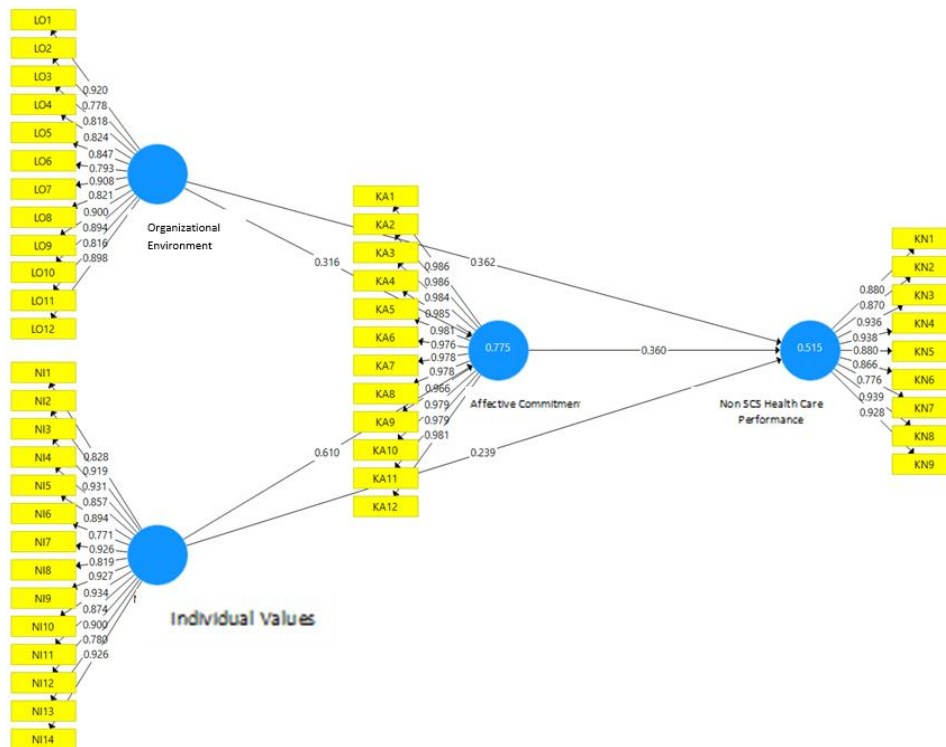 LO1
LO2
LO3
LO4
LO5
LO6
LO7
LO8
LO9
LO10
LO11
LO12
0.920
0.778
0.818
0.824
0.847
0.793
0.908
0.821
0.900
0.894
0.816
0.898
Organizational
Environment
NI1
NI2
NI3
NI4
NI5
NI6
NI7
NI8
NI9
NI10
NI11
NI12
NI13
NI14
0.828
0.919
0.931
0.857
0.894
0.771
0.926
0.819
0.927
0.934
0.874
0.900
0.780
0.926
Individual Values
0.316
0.362
0.610
0.239
KA1
KA2
KA3
KA4
KA5
KA6
KA7
KA8
KA9
KA10
KA11
KA12
0.986
0.986
0.984
0.985
0.981
0.976
0.978
0.978
0.966
0.979
0.979
0.981
0.775
Affective Commitment
0.360
0.515
Non SCS Health Care
Performance
0.880
0.870
0.936
0.938
0.880
0.866
0.776
0.939
0.928
KN1
KN2
KN3
KN4
KN5
KN6
KN7
KN8
KN9